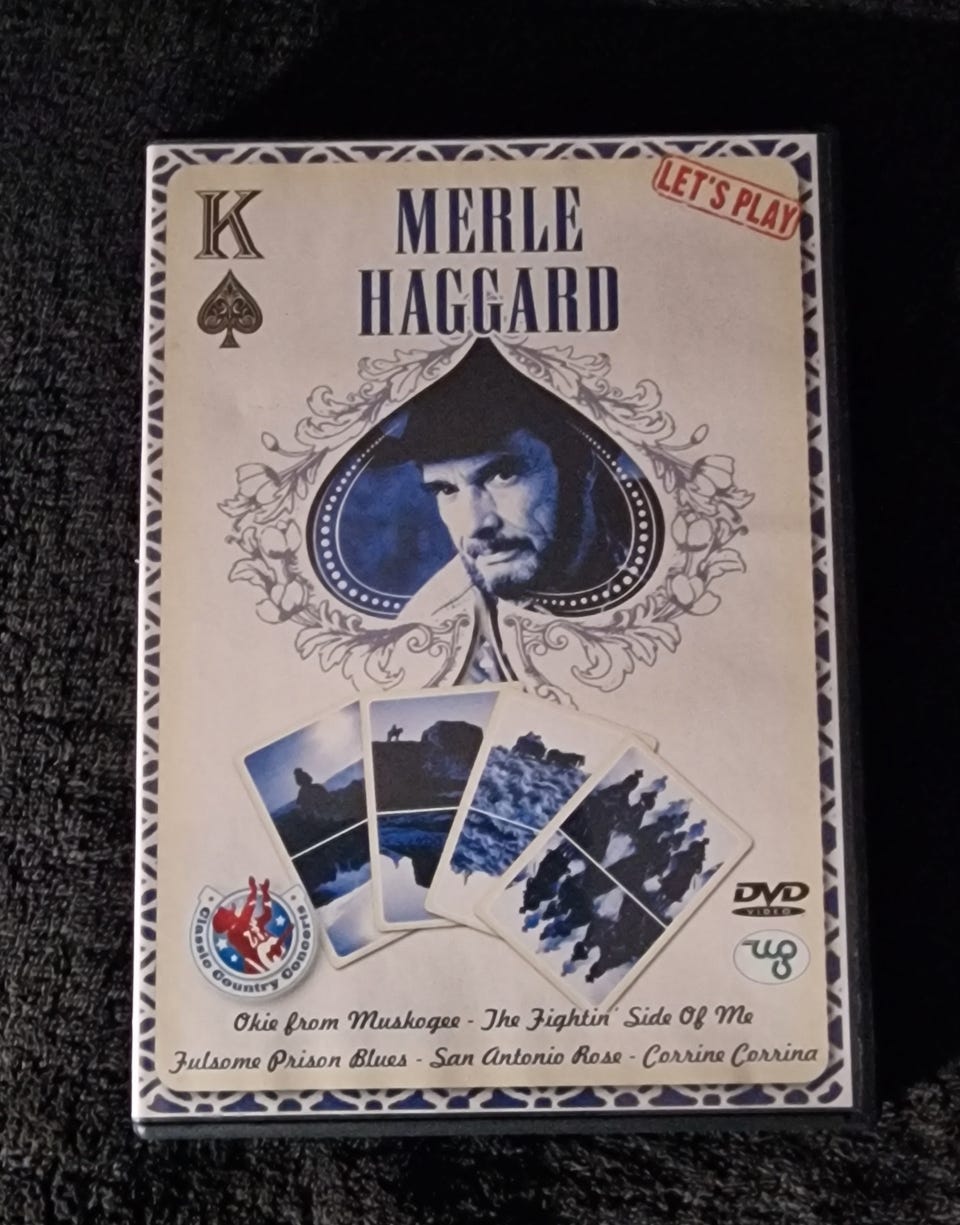 K
MERLE
HAGGARD
LET'S PLAY
Classic Country Concerts
DVD
VIDEO
wg
Okie from Muskogee - The Fightin' Side Of Me
Fulsome Prison Blues - San Antonio Rose - Corrine Corrina